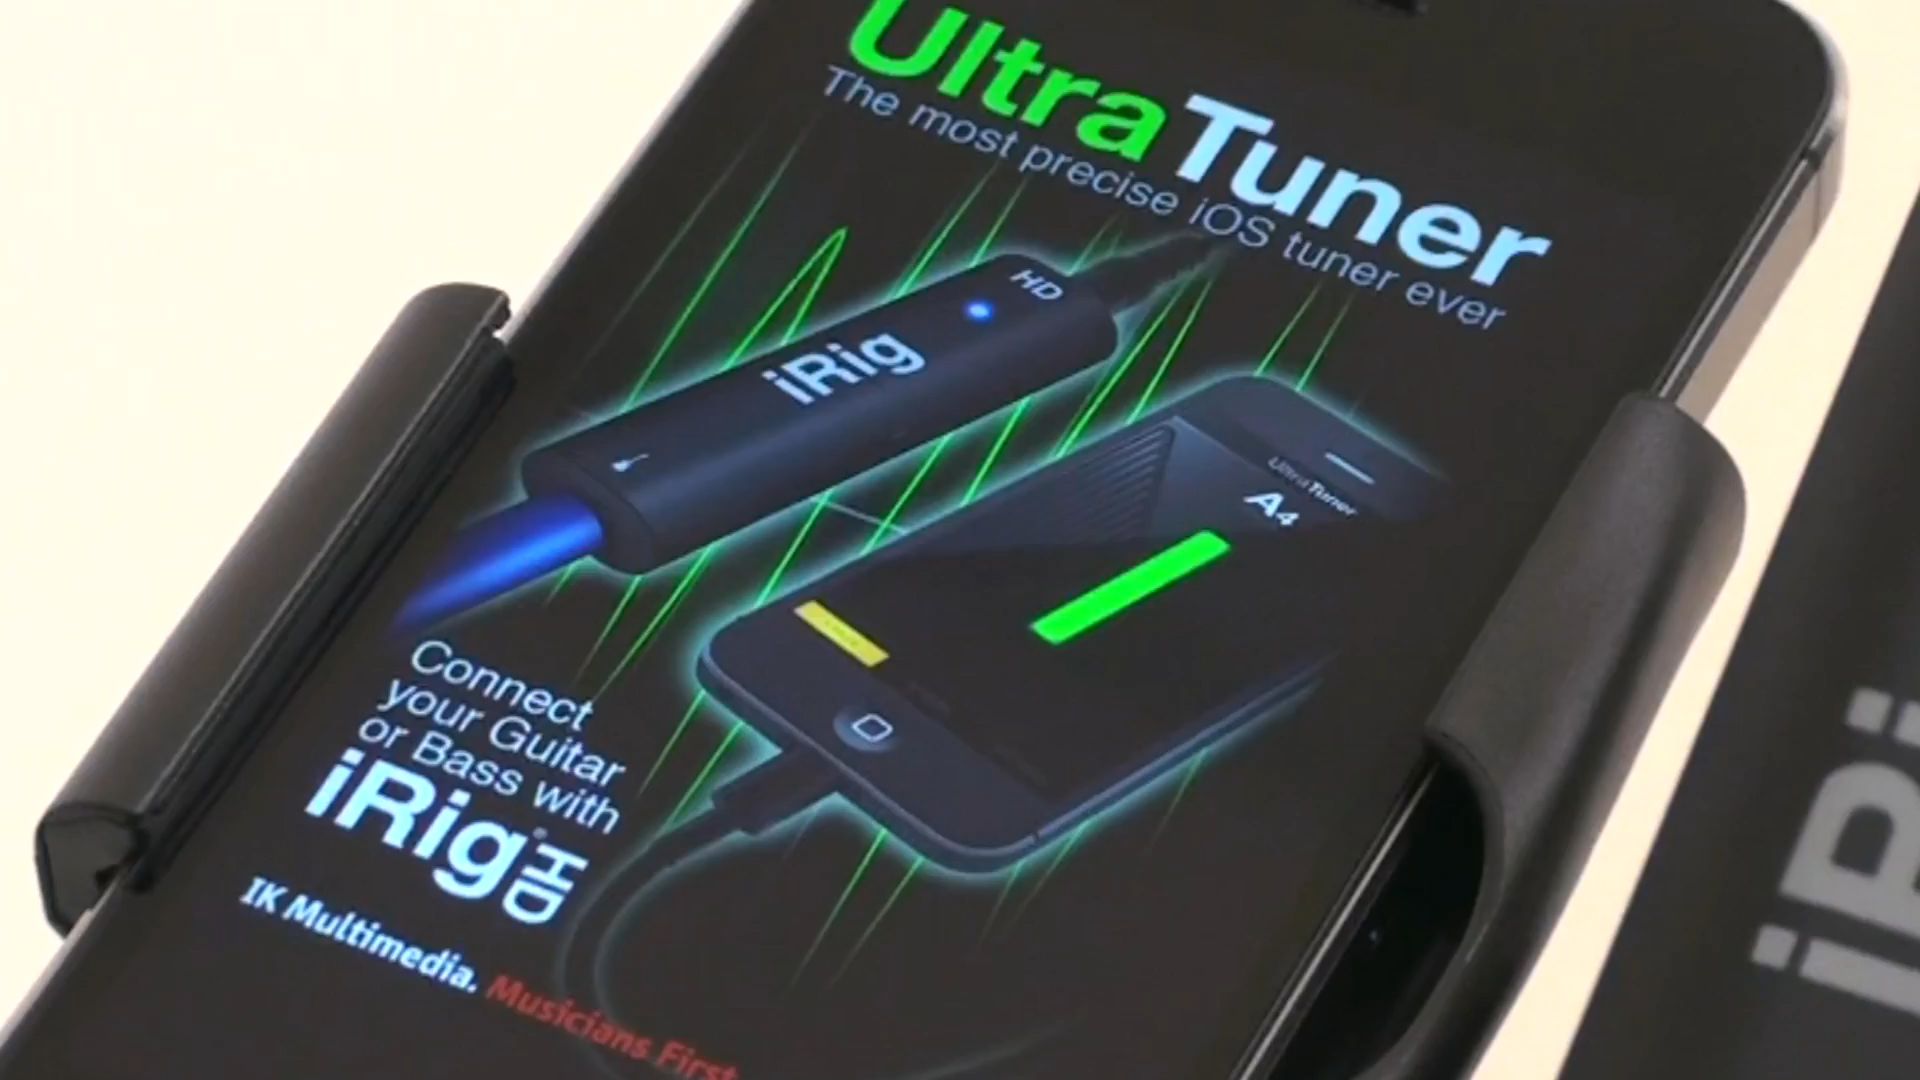 UltraTuner
The most precise iOS tuner ever
HD
iRig
UltraTuner
A4
Connect
your Guitar
or Bass with
iRig HD
IK Multimedia. Musicians First